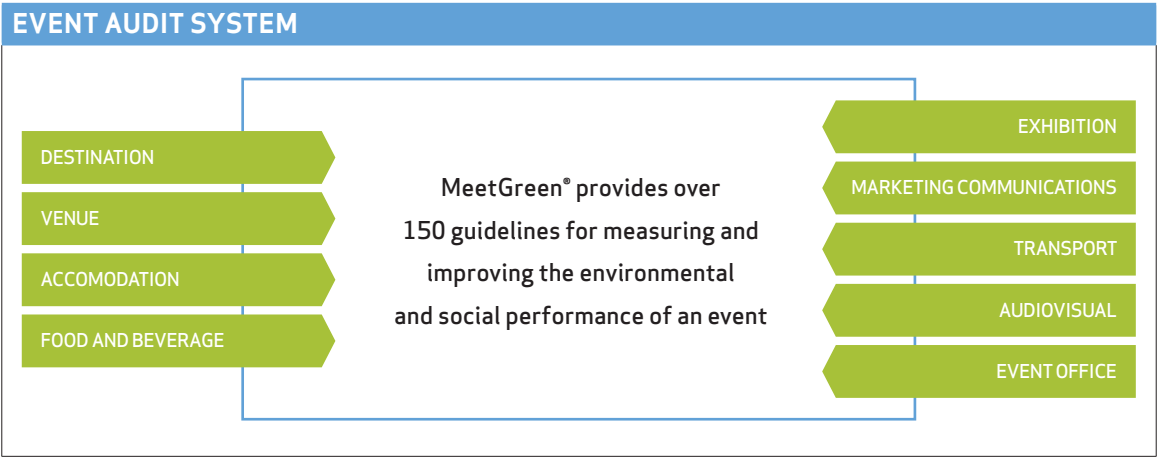 EVENT AUDIT SYSTEM
DESTINATION
VENUE
ACCOMODATION
FOOD AND BEVERAGE
MeetGreen® provides over
150 guidelines for measuring and
improving the environmental
and social performance of an event
EXHIBITION
MARKETING COMMUNICATIONS
TRANSPORT
AUDIOVISUAL
EVENT OFFICE